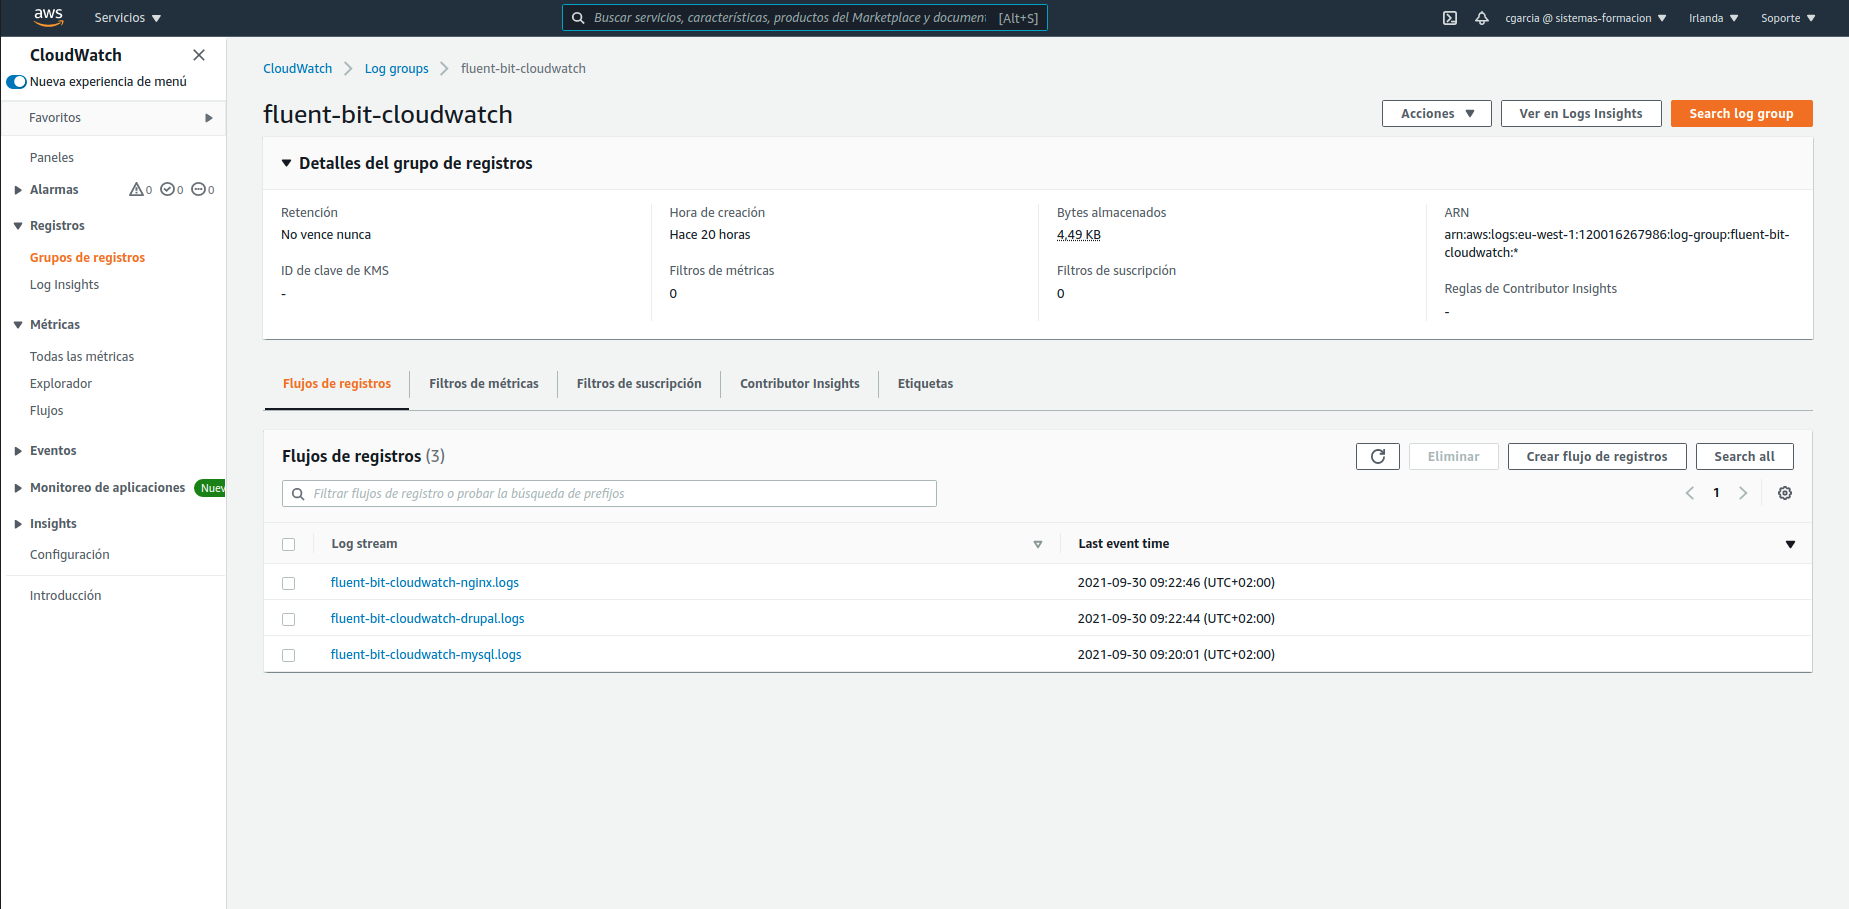 aws Servicios Buscar servicios, características, productos del Marketplace y documen [Alt+S] cgarcia @ sistemas-formacion Irlanda Soporte
CloudWatch
Nueva experiencia de menú
Favoritos
Paneles
Alarmas 0 0 0
Registros
Grupos de registros
Log Insights
Métricas
Todas las métricas
Explorador
Flujos
Eventos
Monitoreo de aplicaciones Nuev
Insights
Configuración
Introducción
CloudWatch Log groups fluent-bit-cloudwatch
fluent-bit-cloudwatch
Acciones Ver en Logs Insights Search log group
Detalles del grupo de registros
Retención
No vence nunca
ID de clave de KMS
-
Hora de creación
Hace 20 horas
Filtros de métricas
0
Bytes almacenados
4,49 KB
Filtros de suscripción
0
ARN
arn:aws:logs:eu-west-1:120016267986:log-group:fluent-bit-
cloudwatch:*
Reglas de Contributor Insights
-
Flujos de registros Filtros de métricas Filtros de suscripción Contributor Insights Etiquetas
Flujos de registros (3)
Eliminar Crear flujo de registros Search all
Filtrar flujos de registro o probar la búsqueda de prefijos
1
Log stream Last event time
fluent-bit-cloudwatch-nginx.logs 2021-09-30 09:22:46 (UTC+02:00)
fluent-bit-cloudwatch-drupal.logs 2021-09-30 09:22:44 (UTC+02:00)
fluent-bit-cloudwatch-mysql.logs 2021-09-30 09:20:01 (UTC+02:00)